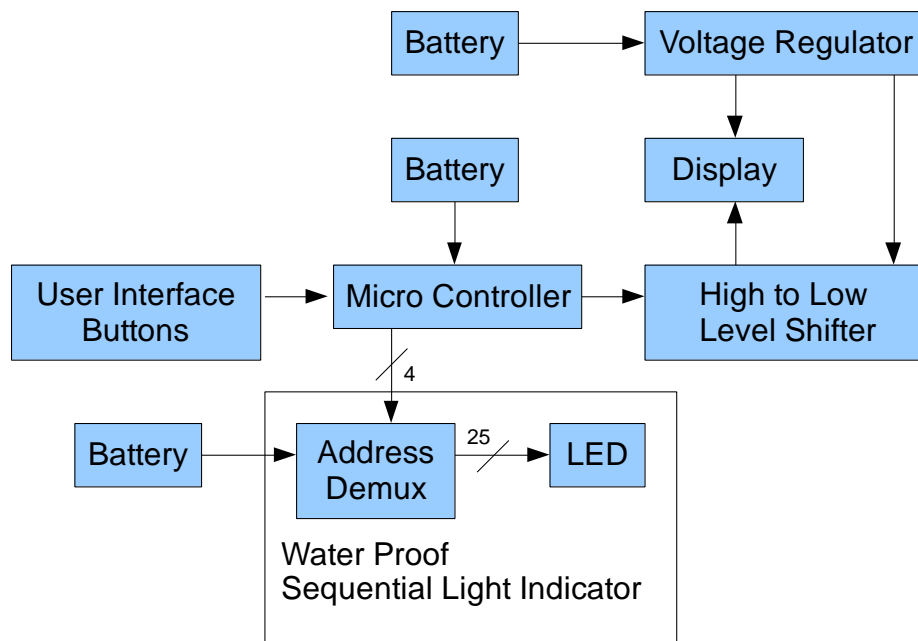 Battery
Voltage Regulator
Battery
Display
User Interface
Buttons
Micro Controller
High to Low
Level Shifter
4
Battery
Address
Demux
25
LED
Water Proof
Sequential Light Indicator